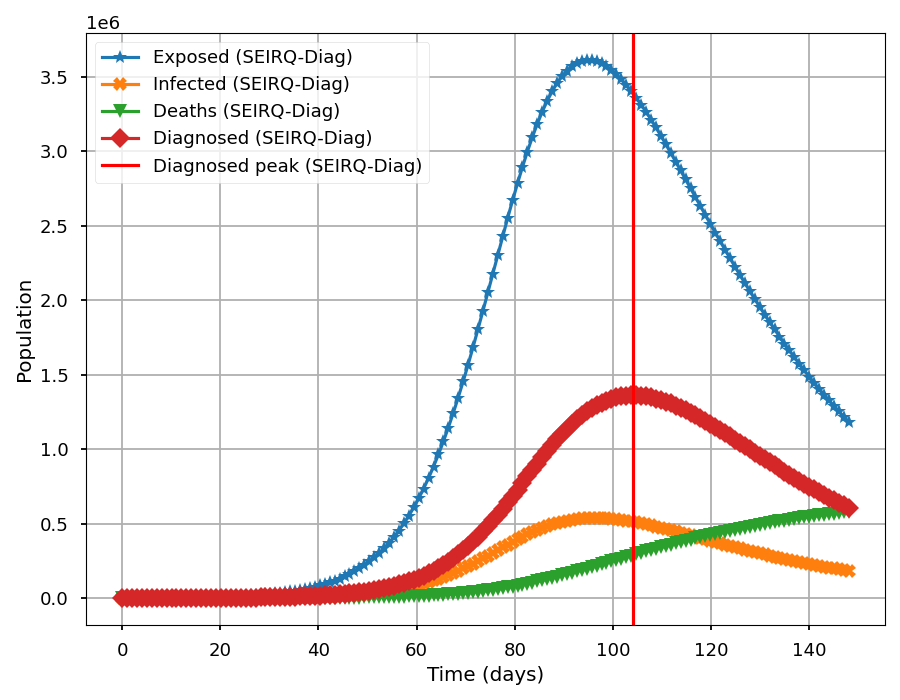 1e6
Exposed (SEIRQ-Diag)
Infected (SEIRQ-Diag)
Deaths (SEIRQ-Diag)
Diagnosed (SEIRQ-Diag)
Diagnosed peak (SEIRQ-Diag)
3.5
3.0
2.5
2.0
1.5
1.0
0.5
0.0
Population
0 20 40 60 80 100 120 140
Time (days)